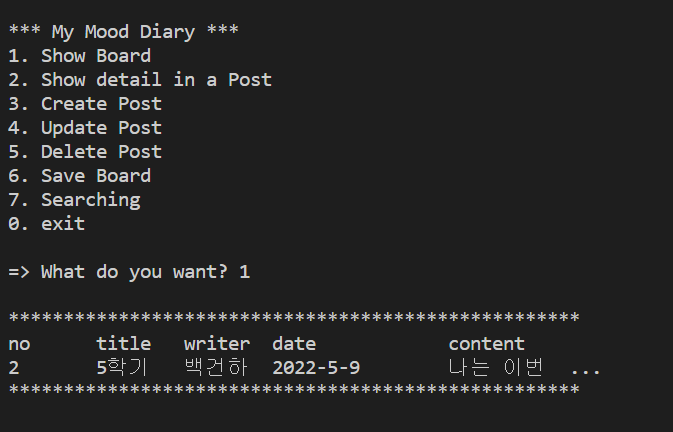 *** My Mood Diary ***
1. Show Board
2. Show detail in a Post
3. Create Post
4. Update Post
5. Delete Post
6. Save Board
7. Searching
0. exit
=> What do you want? 1
****************************************************
no title writer date content
2 5학기 백건하 2022-5-9 나는 이번 ...
****************************************************